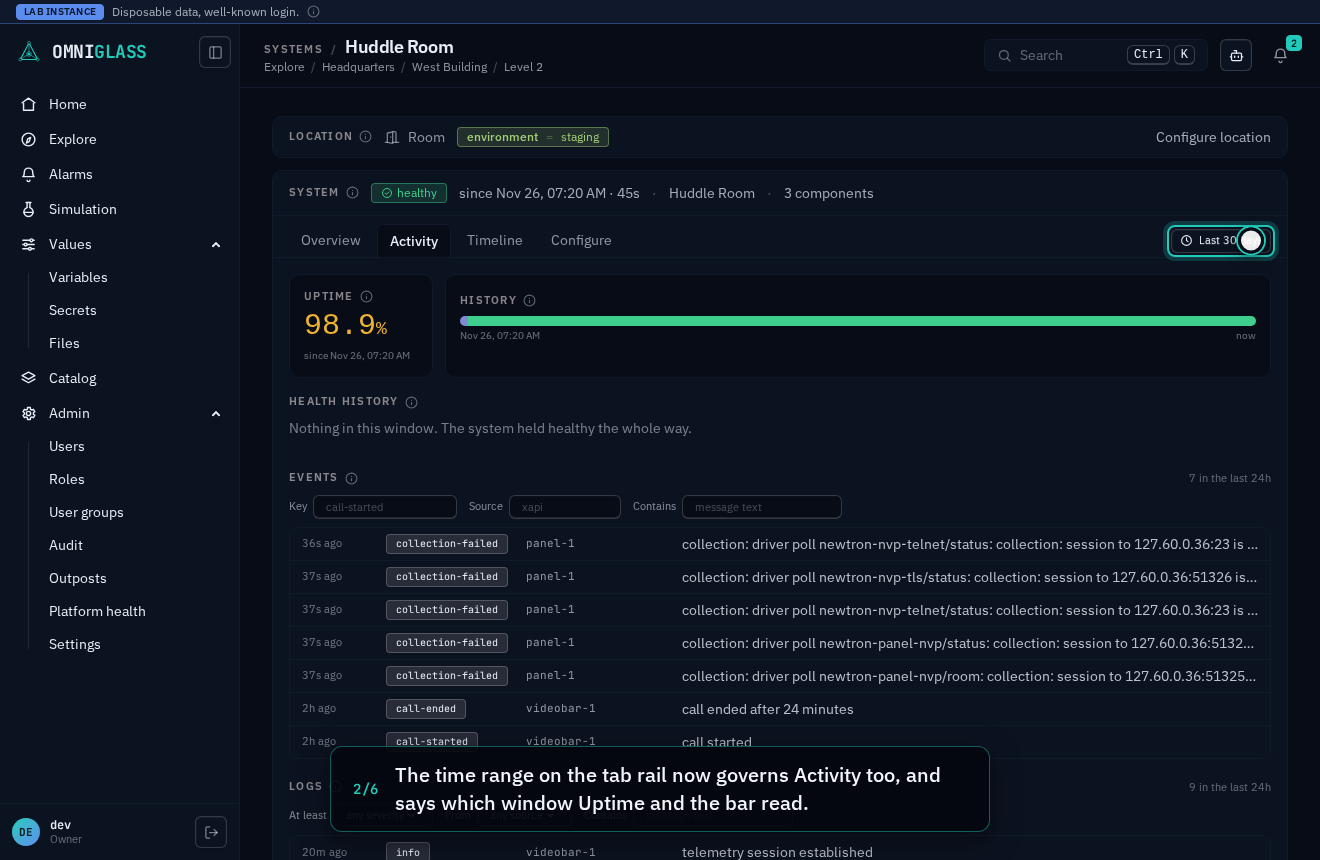 LAB INSTANCE Disposable data, well-known login.
OMNIGLASS
SYSTEMS / Huddle Room
Explore / Headquarters / West Building / Level 2
Search Ctrl K
2
Home
Explore
Alarms
Simulation
Values
Variables
Secrets
Files
Catalog
Admin
Users
Roles
User groups
Audit
Outposts
Platform health
Settings
DE dev
Owner
LOCATION Room environment = staging Configure location
SYSTEM healthy since Nov 26, 07:20 AM · 45s · Huddle Room · 3 components
Overview Activity Timeline Configure Last 30
UPTIME
98.9%
since Nov 26, 07:20 AM
HISTORY
Nov 26, 07:20 AM now
HEALTH HISTORY
Nothing in this window. The system held healthy the whole way.
EVENTS 7 in the last 24h
Key call-started Source xapi Contains message text
36s ago collection-failed panel-1 collection: driver poll newtron-nvp-telnet/status: collection: session to 127.60.0.36:23 is ...
37s ago collection-failed panel-1 collection: driver poll newtron-nvp-tls/status: collection: session to 127.60.0.36:51326 is...
37s ago collection-failed panel-1 collection: driver poll newtron-nvp-telnet/status: collection: session to 127.60.0.36:23 is ...
37s ago collection-failed panel-1 collection: driver poll newtron-panel-nvp/status: collection: session to 127.60.0.36:5132...
37s ago collection-failed panel-1 collection: driver poll newtron-panel-nvp/room: collection: session to 127.60.0.36:51325...
2h ago call-ended videobar-1 call ended after 24 minutes
2h ago call-started videobar-1 call started
LOGS 9 in the last 24h
At least
2/6 The time range on the tab rail now governs Activity too, and
says which window Uptime and the bar read.
20m ago info videobar-1 telemetry session established